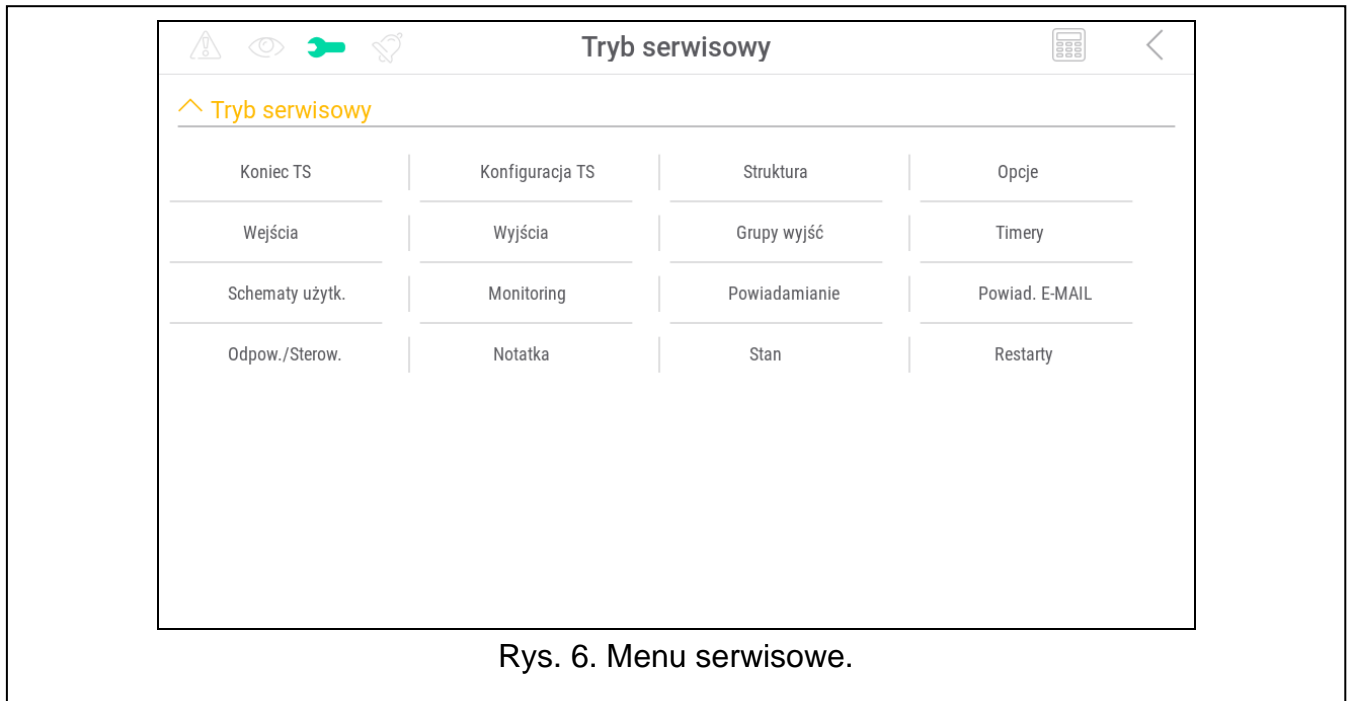 Tryb serwisowy
Tryb serwisowy
Koniec TS Konfiguracja TS Struktura Opcje
Wejścia Wyjścia Grupy wyjść Timery
Schematy użytk. Monitoring Powiadamianie Powiad. E-MAIL
Odpow./Sterow. Notatka Stan Restarty
Rys. 6. Menu serwisowe.